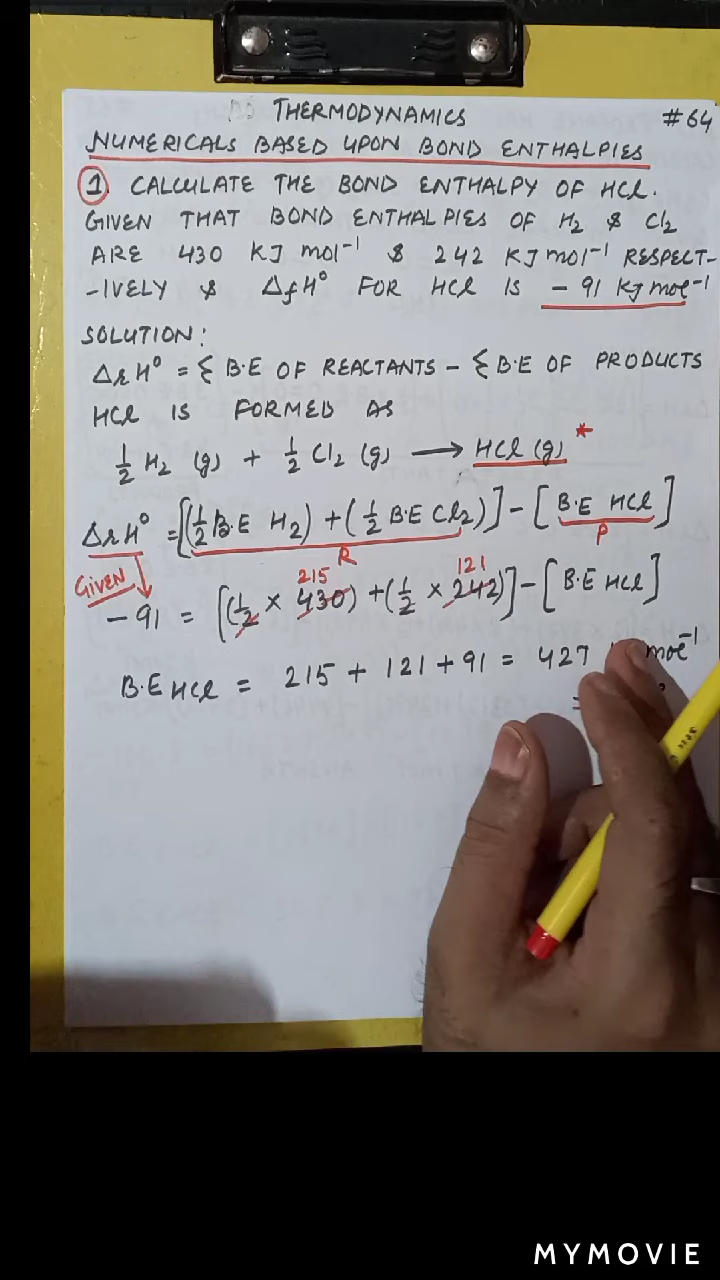 THERMODYNAMICS #64
NUMERICALS BASED UPON BOND ENTHALPIES
1. CALCULATE THE BOND ENTHALPY OF HCl.
GIVEN THAT BOND ENTHALPIES OF H₂ & Cl₂
ARE 430 KJ mol⁻¹ & 242 KJ mol⁻¹ RESPECT-
-IVELY & ΔfH° FOR HCl IS - 91 KJ mol⁻¹
SOLUTION:
ΔrH° = Σ B.E OF REACTANTS - Σ B.E OF PRODUCTS
HCl IS FORMED AS
½ H₂ (g) + ½ Cl₂ (g) ⟶ HCl (g) *
ΔrH° = [(½ B.E H₂) + (½ B.E Cl₂)] - [B.E HCl]
R P
GIVEN 215 121
- 91 = [(½ × 430) + (½ × 242)] - [B.E HCl]
B.E HCl = 215 + 121 + 91 = 427 mol⁻¹
=
MYMOVIE